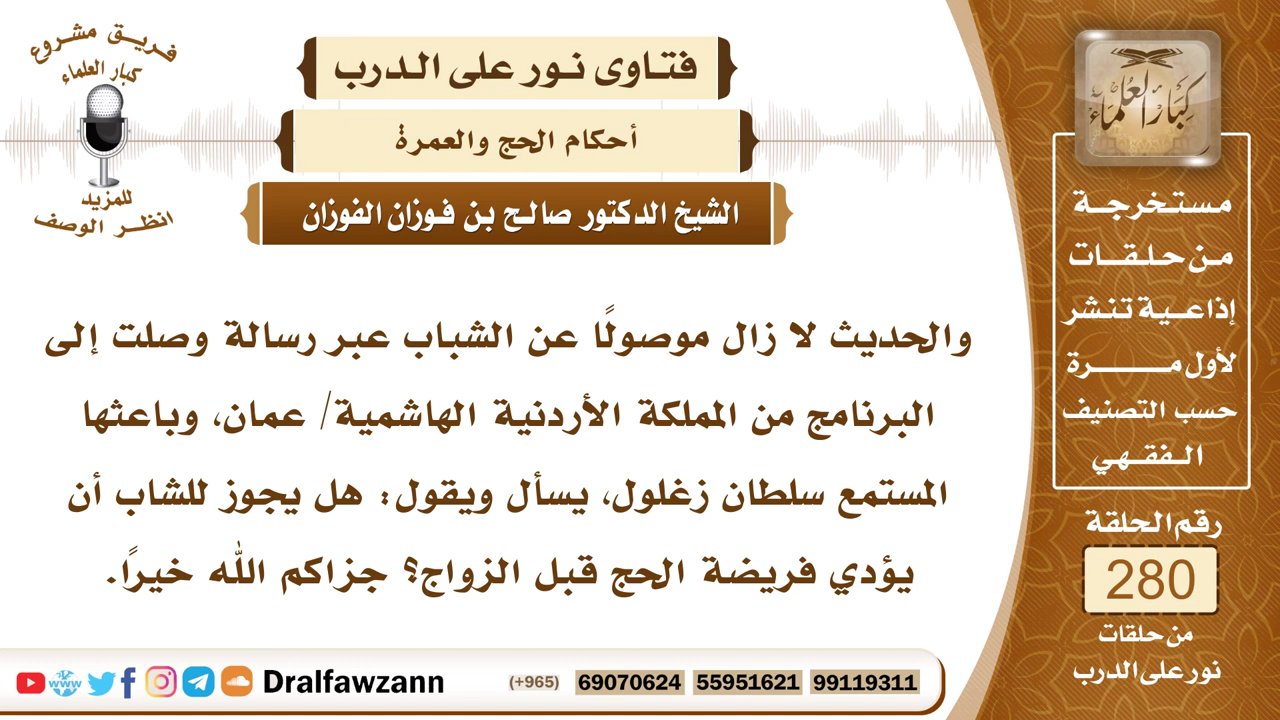 فريق مشروع
كبار العلماء
للمزيد
انظر الوصف
فتاوى نور على الدرب
أحكام الحج والعمرة
الشيخ الدكتور صالح بن فوزان الفوزان
والحديث لا زال موصولًا عن الشباب عبر رسالة وصلت إلى
البرنامج من المملكة الأردنية الهاشمية/ عمان، وباعثها
المستمع سلطان زغلول، يسأل ويقول: هل يجوز للشاب أن
يؤدي فريضة الحج قبل الزواج؟ جزاكم الله خيرًا.
كبار العلماء
مستخرجة
من حلقات
إذاعية تنشر
لأول مرة
حسب التصنيف
الفقهي
رقم الحلقة
280
من حلقات
نور على الدرب
www
Dralfawzann (+965) 69070624 55951621 99119311